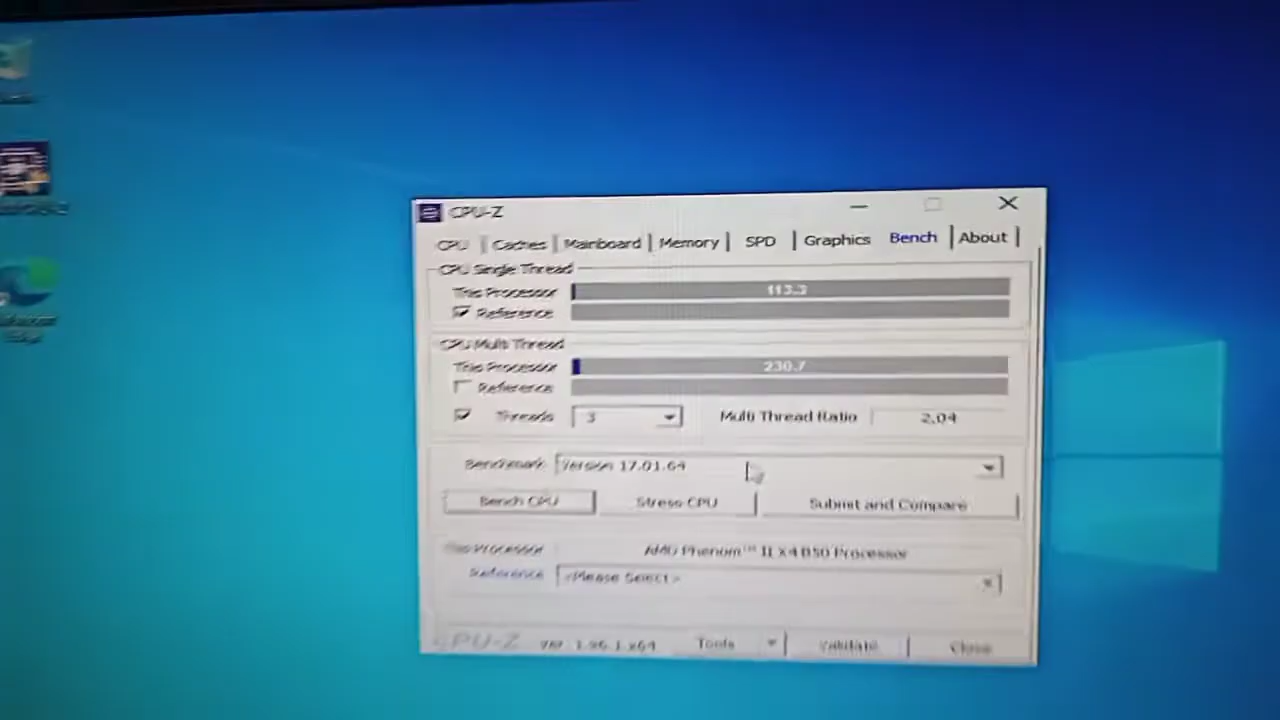 CPU-Z
CPU Caches Mainboard Memory SPD Graphics Bench About
CPU Single Thread
This Processor 113.2
Reference
CPU Multi Thread
This Processor 230.7
Reference
Threads 3 Multi Thread Ratio 2.04
Benchmark Version 17.01.64
Bench CPU Stress CPU Submit and Compare
This Processor AMD Phenom™ II X4 B50 Processor
Reference <Please Select>
CPU-Z Ver. 1.96.1.x64 Tools Validate Close